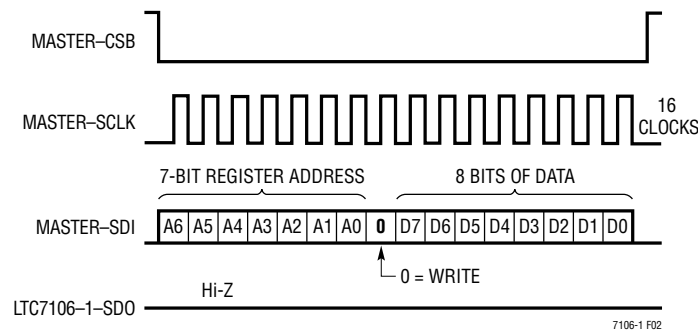 MASTER–CSB
MASTER–SCLK
16
CLOCKS
7-BIT REGISTER ADDRESS
8 BITS OF DATA
MASTER–SDI
A6 A5 A4 A3 A2 A1 A0 0 D7 D6 D5 D4 D3 D2 D1 D0
0 = WRITE
Hi-Z
LTC7106–1–SDO
7106-1 F02